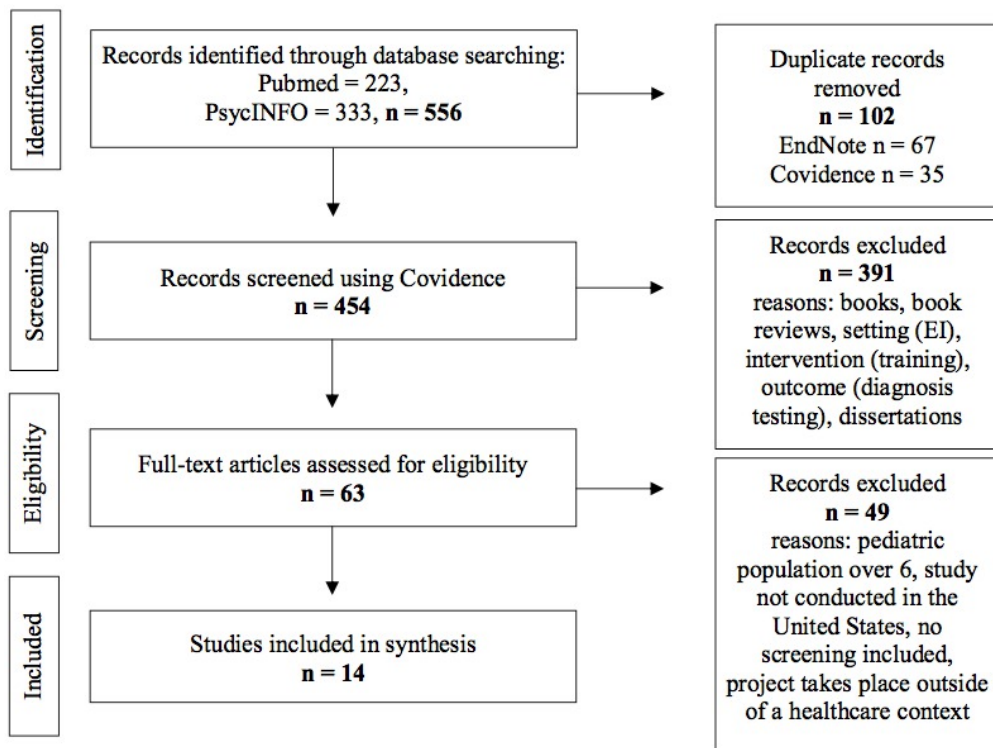 Identification
Records identified through database searching:
Pubmed = 223,
PsycINFO = 333, n = 556
Duplicate records
removed
n = 102
EndNote n = 67
Covidence n = 35
Screening
Records screened using Covidence
n = 454
Records excluded
n = 391
reasons: books, book
reviews, setting (EI),
intervention (training),
outcome (diagnosis
testing), dissertations
Eligibility
Full-text articles assessed for eligibility
n = 63
Records excluded
n = 49
reasons: pediatric
population over 6, study
not conducted in the
United States, no
screening included,
project takes place outside
of a healthcare context
Included
Studies included in synthesis
n = 14